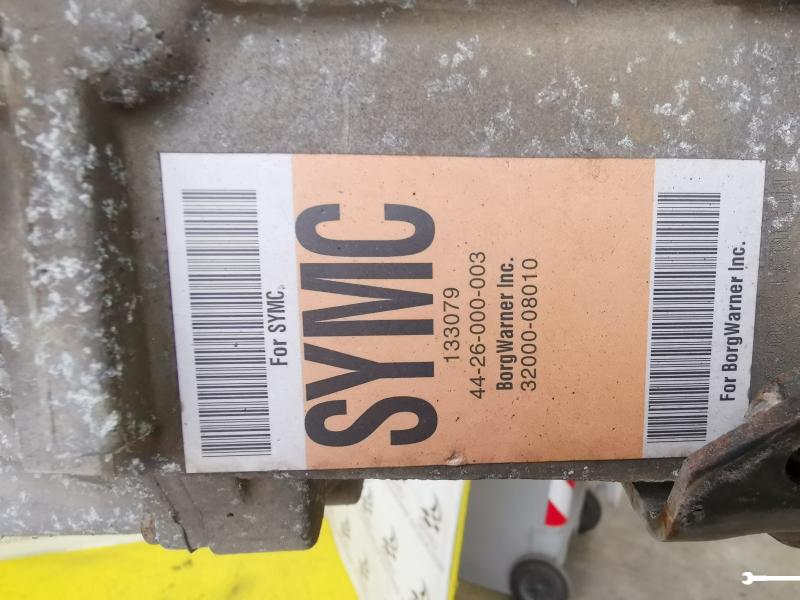 For SYMC
SYMC
133079
44-26-000-003
BorgWarner Inc.
32000-08010
For BorgWarner Inc.